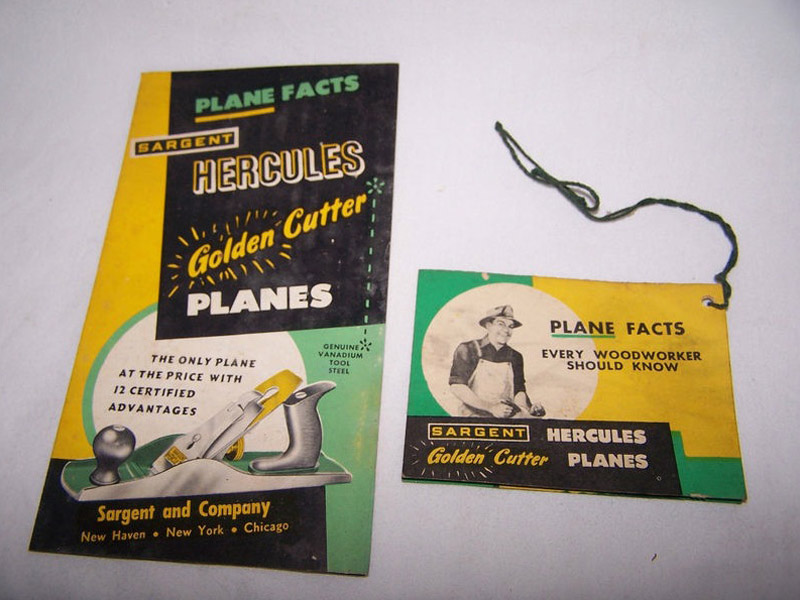 PLANE FACTS
SARGENT
HERCULES
Golden Cutter
PLANES
GENUINE
VANADIUM
TOOL
STEEL
THE ONLY PLANE
AT THE PRICE WITH
12 CERTIFIED
ADVANTAGES
Sargent and Company
New Haven • New York • Chicago
PLANE FACTS
EVERY WOODWORKER
SHOULD KNOW
SARGENT HERCULES
Golden Cutter PLANES